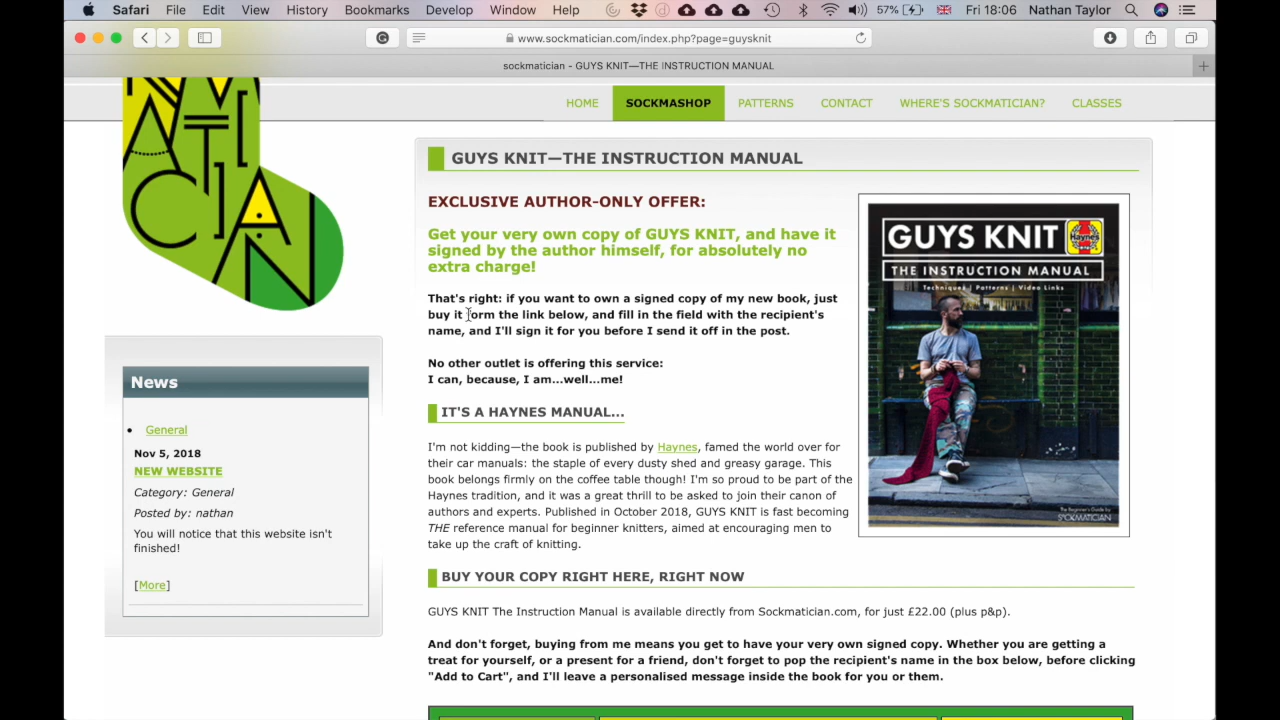 Safari File Edit View History Bookmarks Develop Window Help 57% Fri 18:06 Nathan Taylor
www.sockmatician.com/index.php?page=guysknit
sockmatician - GUYS KNIT—THE INSTRUCTION MANUAL
HOME SOCKMASHOP PATTERNS CONTACT WHERE'S SOCKMATICIAN? CLASSES
MATICIAN
GUYS KNIT—THE INSTRUCTION MANUAL
EXCLUSIVE AUTHOR-ONLY OFFER:
Get your very own copy of GUYS KNIT, and have it
signed by the author himself, for absolutely no
extra charge!
That's right: if you want to own a signed copy of my new book, just
buy it form the link below, and fill in the field with the recipient's
name, and I'll sign it for you before I send it off in the post.
No other outlet is offering this service:
I can, because, I am...well...me!
IT'S A HAYNES MANUAL...
I'm not kidding—the book is published by Haynes, famed the world over for
their car manuals: the staple of every dusty shed and greasy garage. This
book belongs firmly on the coffee table though! I'm so proud to be part of the
Haynes tradition, and it was a great thrill to be asked to join their canon of
authors and experts. Published in October 2018, GUYS KNIT is fast becoming
THE reference manual for beginner knitters, aimed at encouraging men to
take up the craft of knitting.
GUYS KNIT Haynes
THE INSTRUCTION MANUAL
Techniques | Patterns | Video Links
The Beginner's Guide by
SOCKMATICIAN
BUY YOUR COPY RIGHT HERE, RIGHT NOW
GUYS KNIT The Instruction Manual is available directly from Sockmatician.com, for just £22.00 (plus p&p).
And don't forget, buying from me means you get to have your very own signed copy. Whether you are getting a
treat for yourself, or a present for a friend, don't forget to pop the recipient's name in the box below, before clicking
"Add to Cart", and I'll leave a personalised message inside the book for you or them.
News
General
Nov 5, 2018
NEW WEBSITE
Category: General
Posted by: nathan
You will notice that this website isn't
finished!
[More]